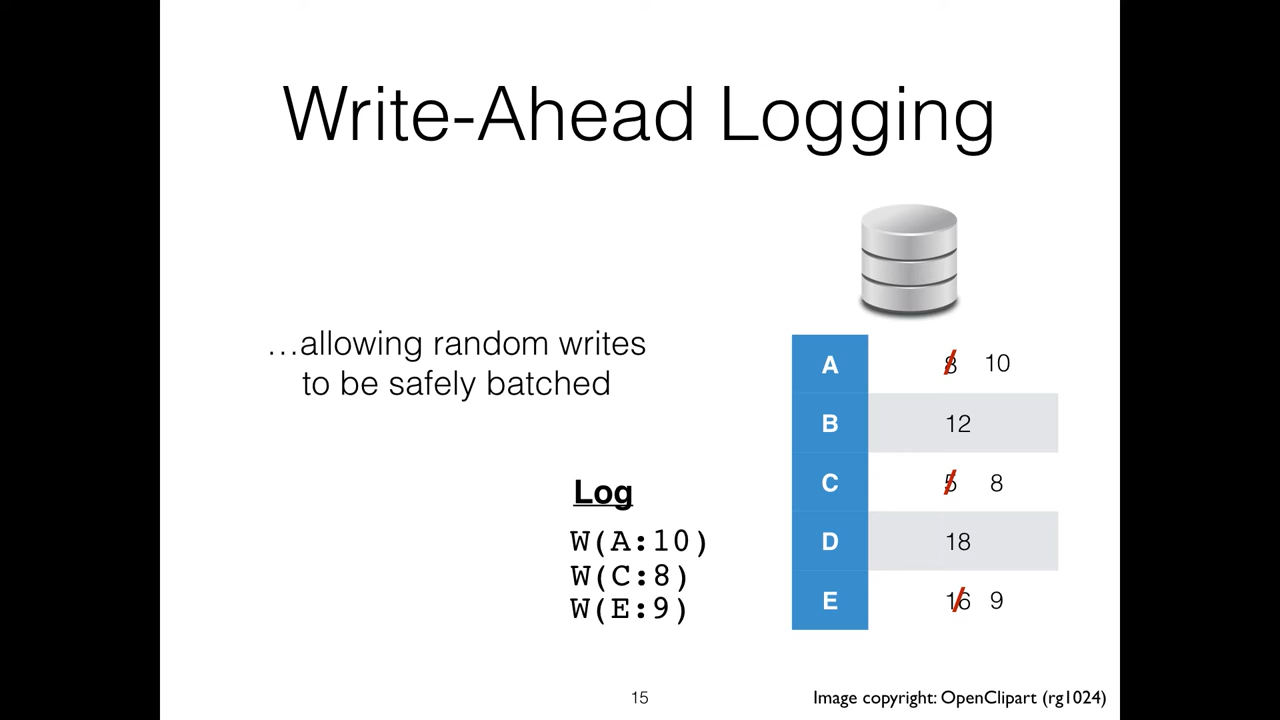 Write-Ahead Logging
…allowing random writes
to be safely batched
Log
W(A:10)
W(C:8)
W(E:9)
A 8 10
B 12
C 5 8
D 18
E 16 9
15
Image copyright: OpenClipart (rg1024)